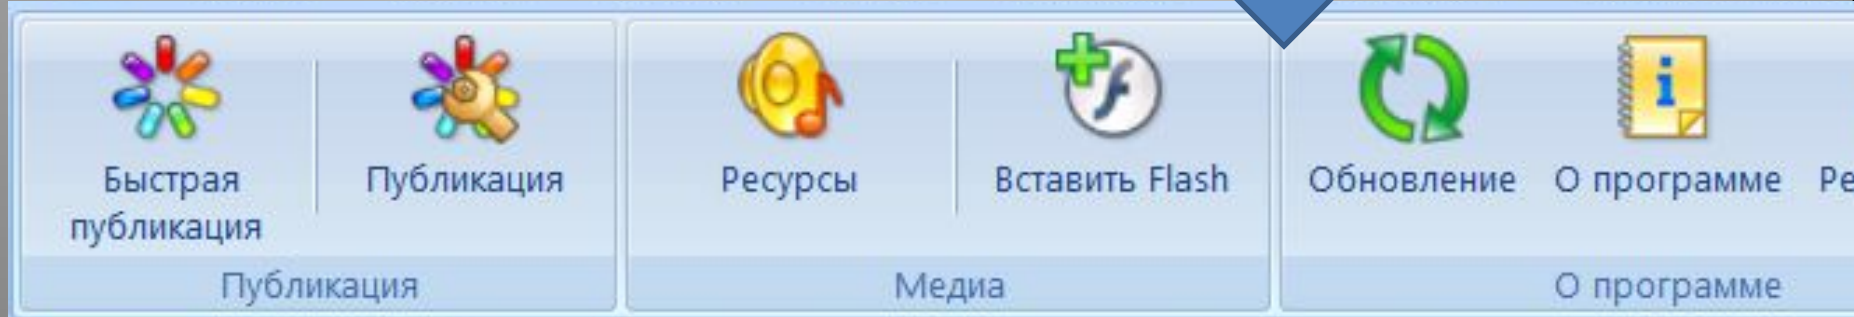 Быстрая
публикация
Публикация
Ресурсы
Вставить Flash
Обновление
О программе
Публикация
Медиа
О программе